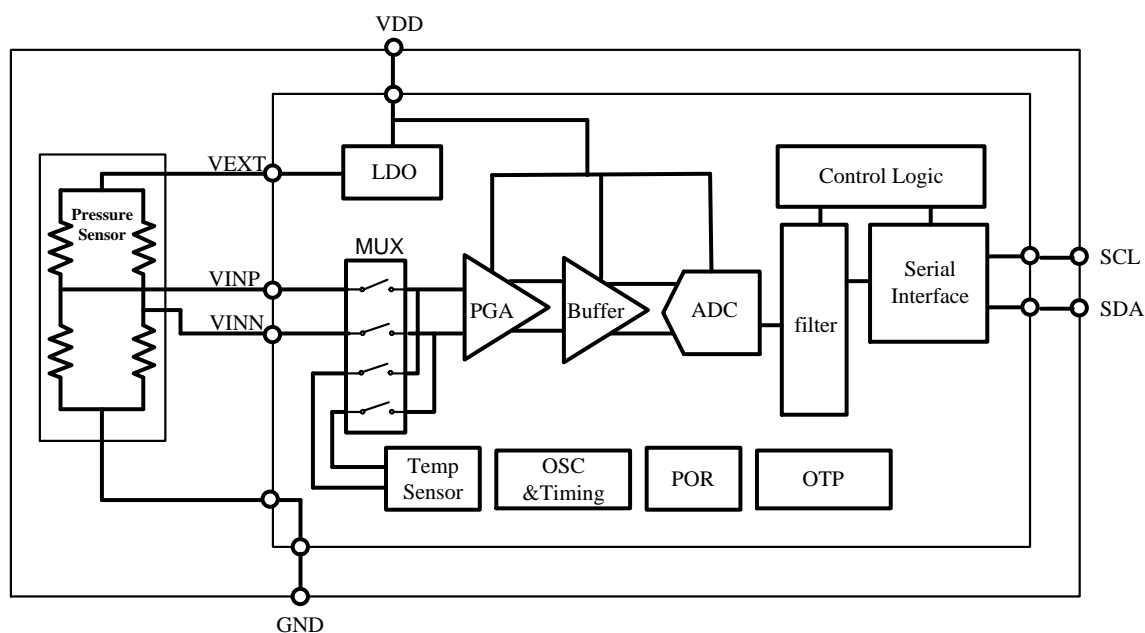 VDD
VEXT
LDO
Control Logic
Pressure
Sensor
MUX
VINP
PGA
Buffer
ADC
filter
Serial
Interface
SCL
SDA
VINN
Temp
Sensor
OSC
&Timing
POR
OTP
GND